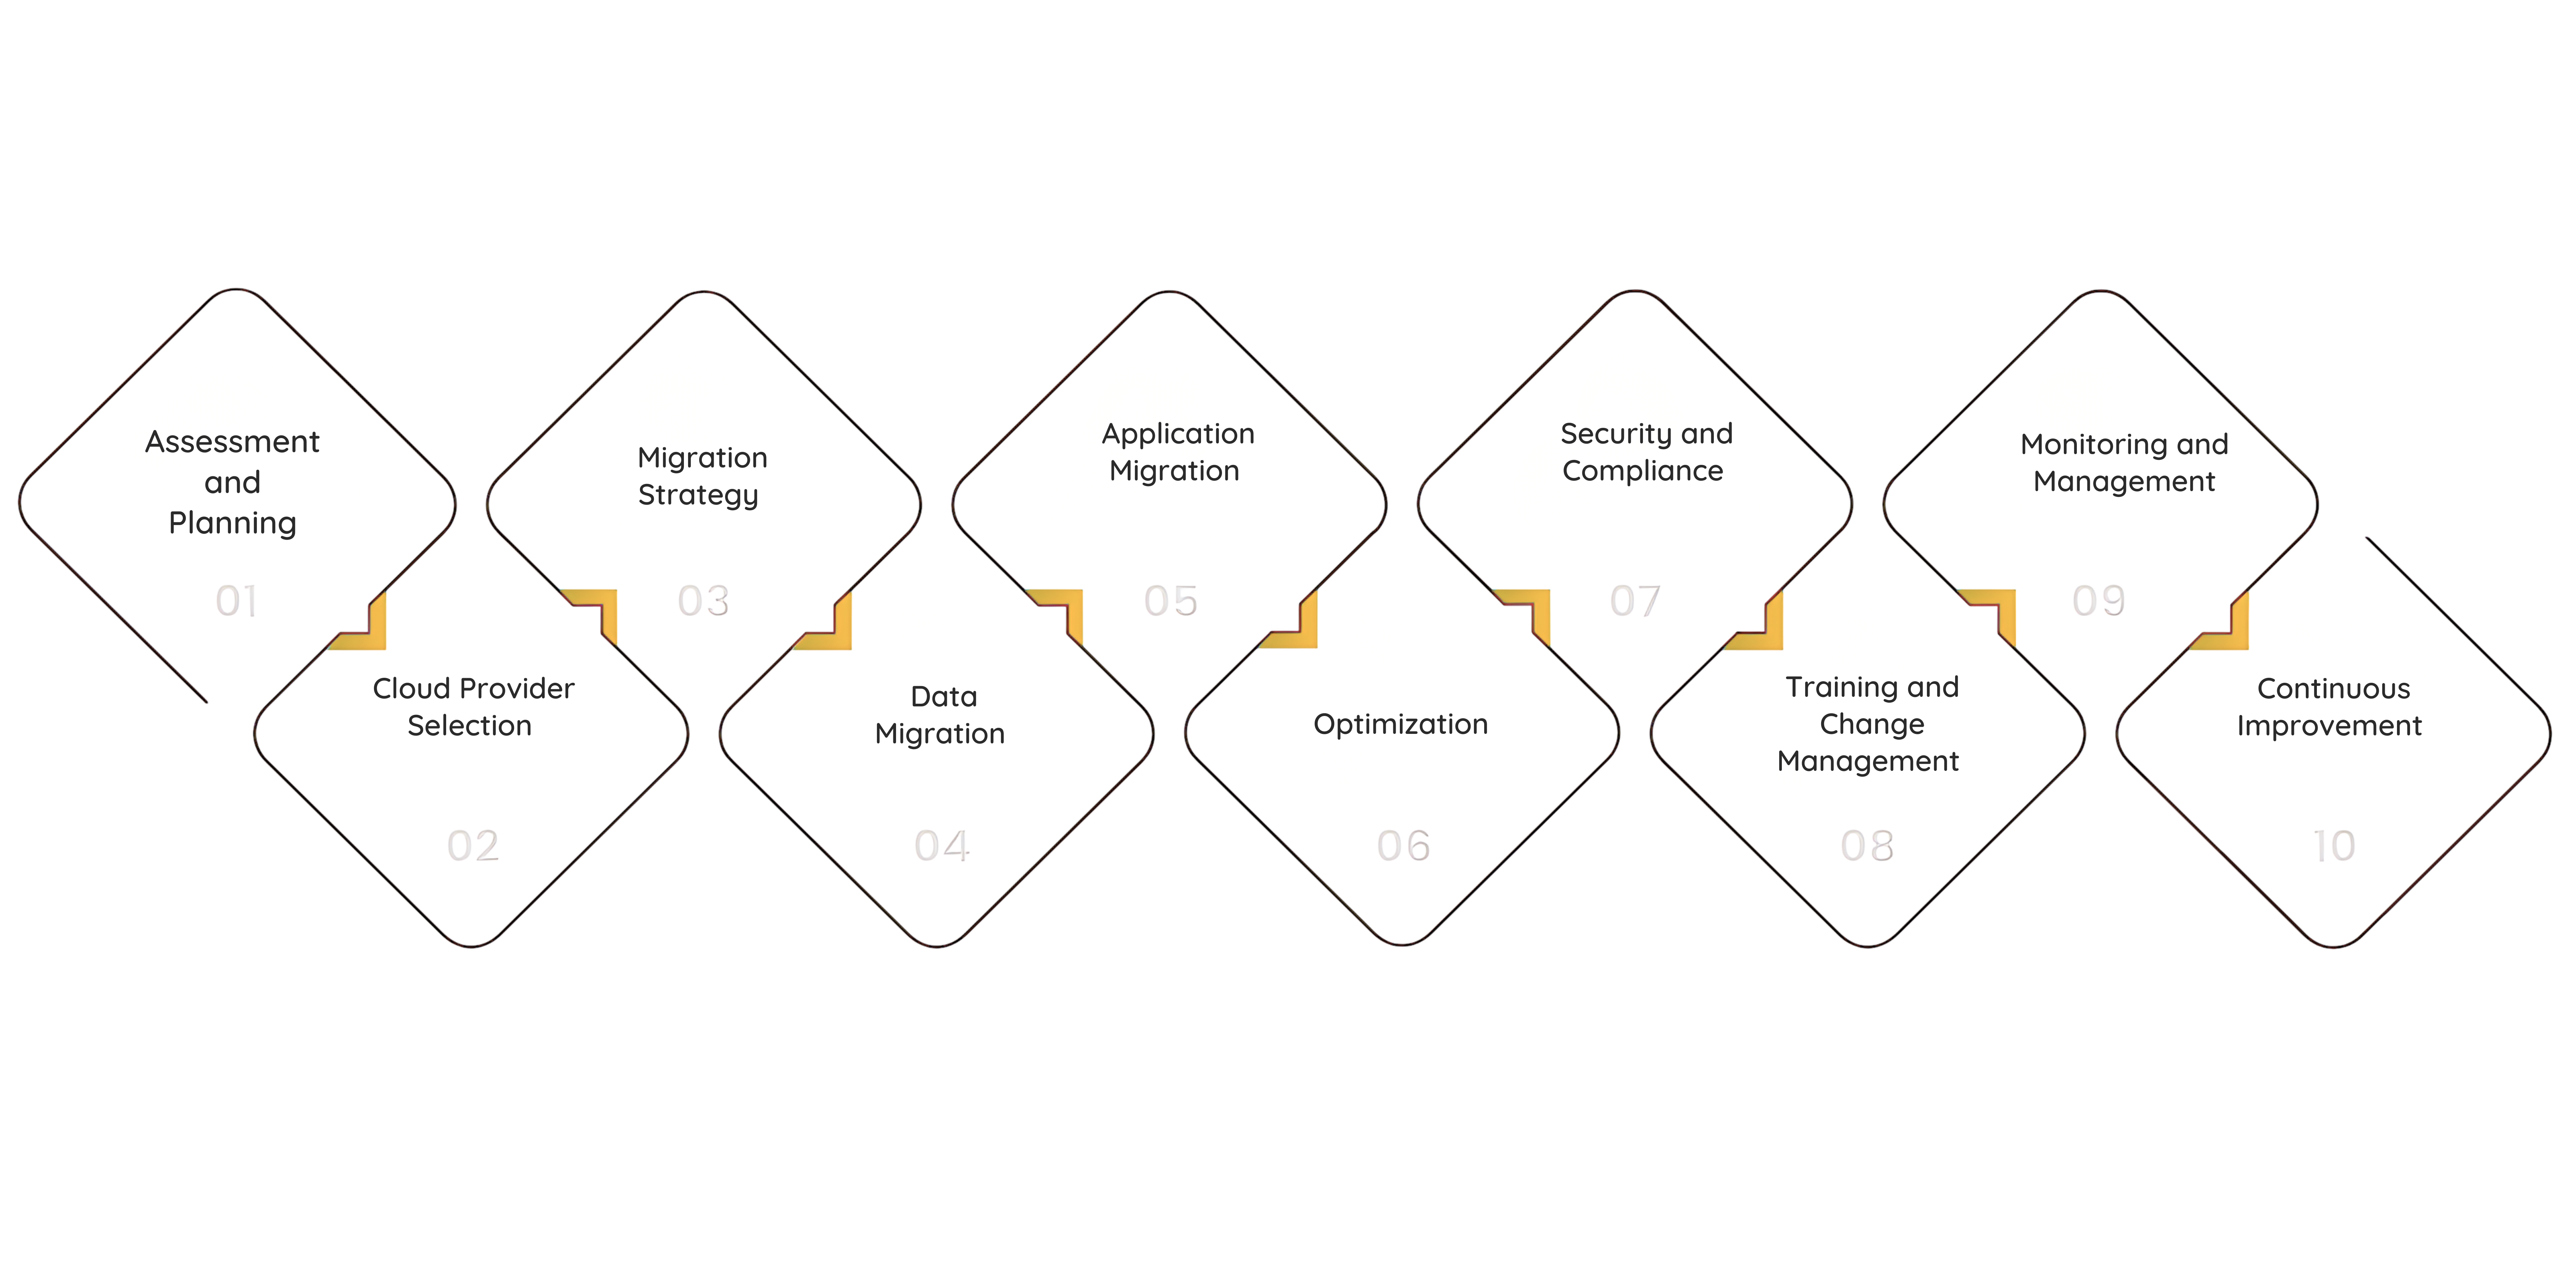 Assessment
and
Planning
01
Cloud Provider
Selection
02
Migration
Strategy
03
Data
Migration
04
Application
Migration
05
Optimization
06
Security and
Compliance
07
Training and
Change
Management
08
Monitoring and
Management
09
Continuous
Improvement
10